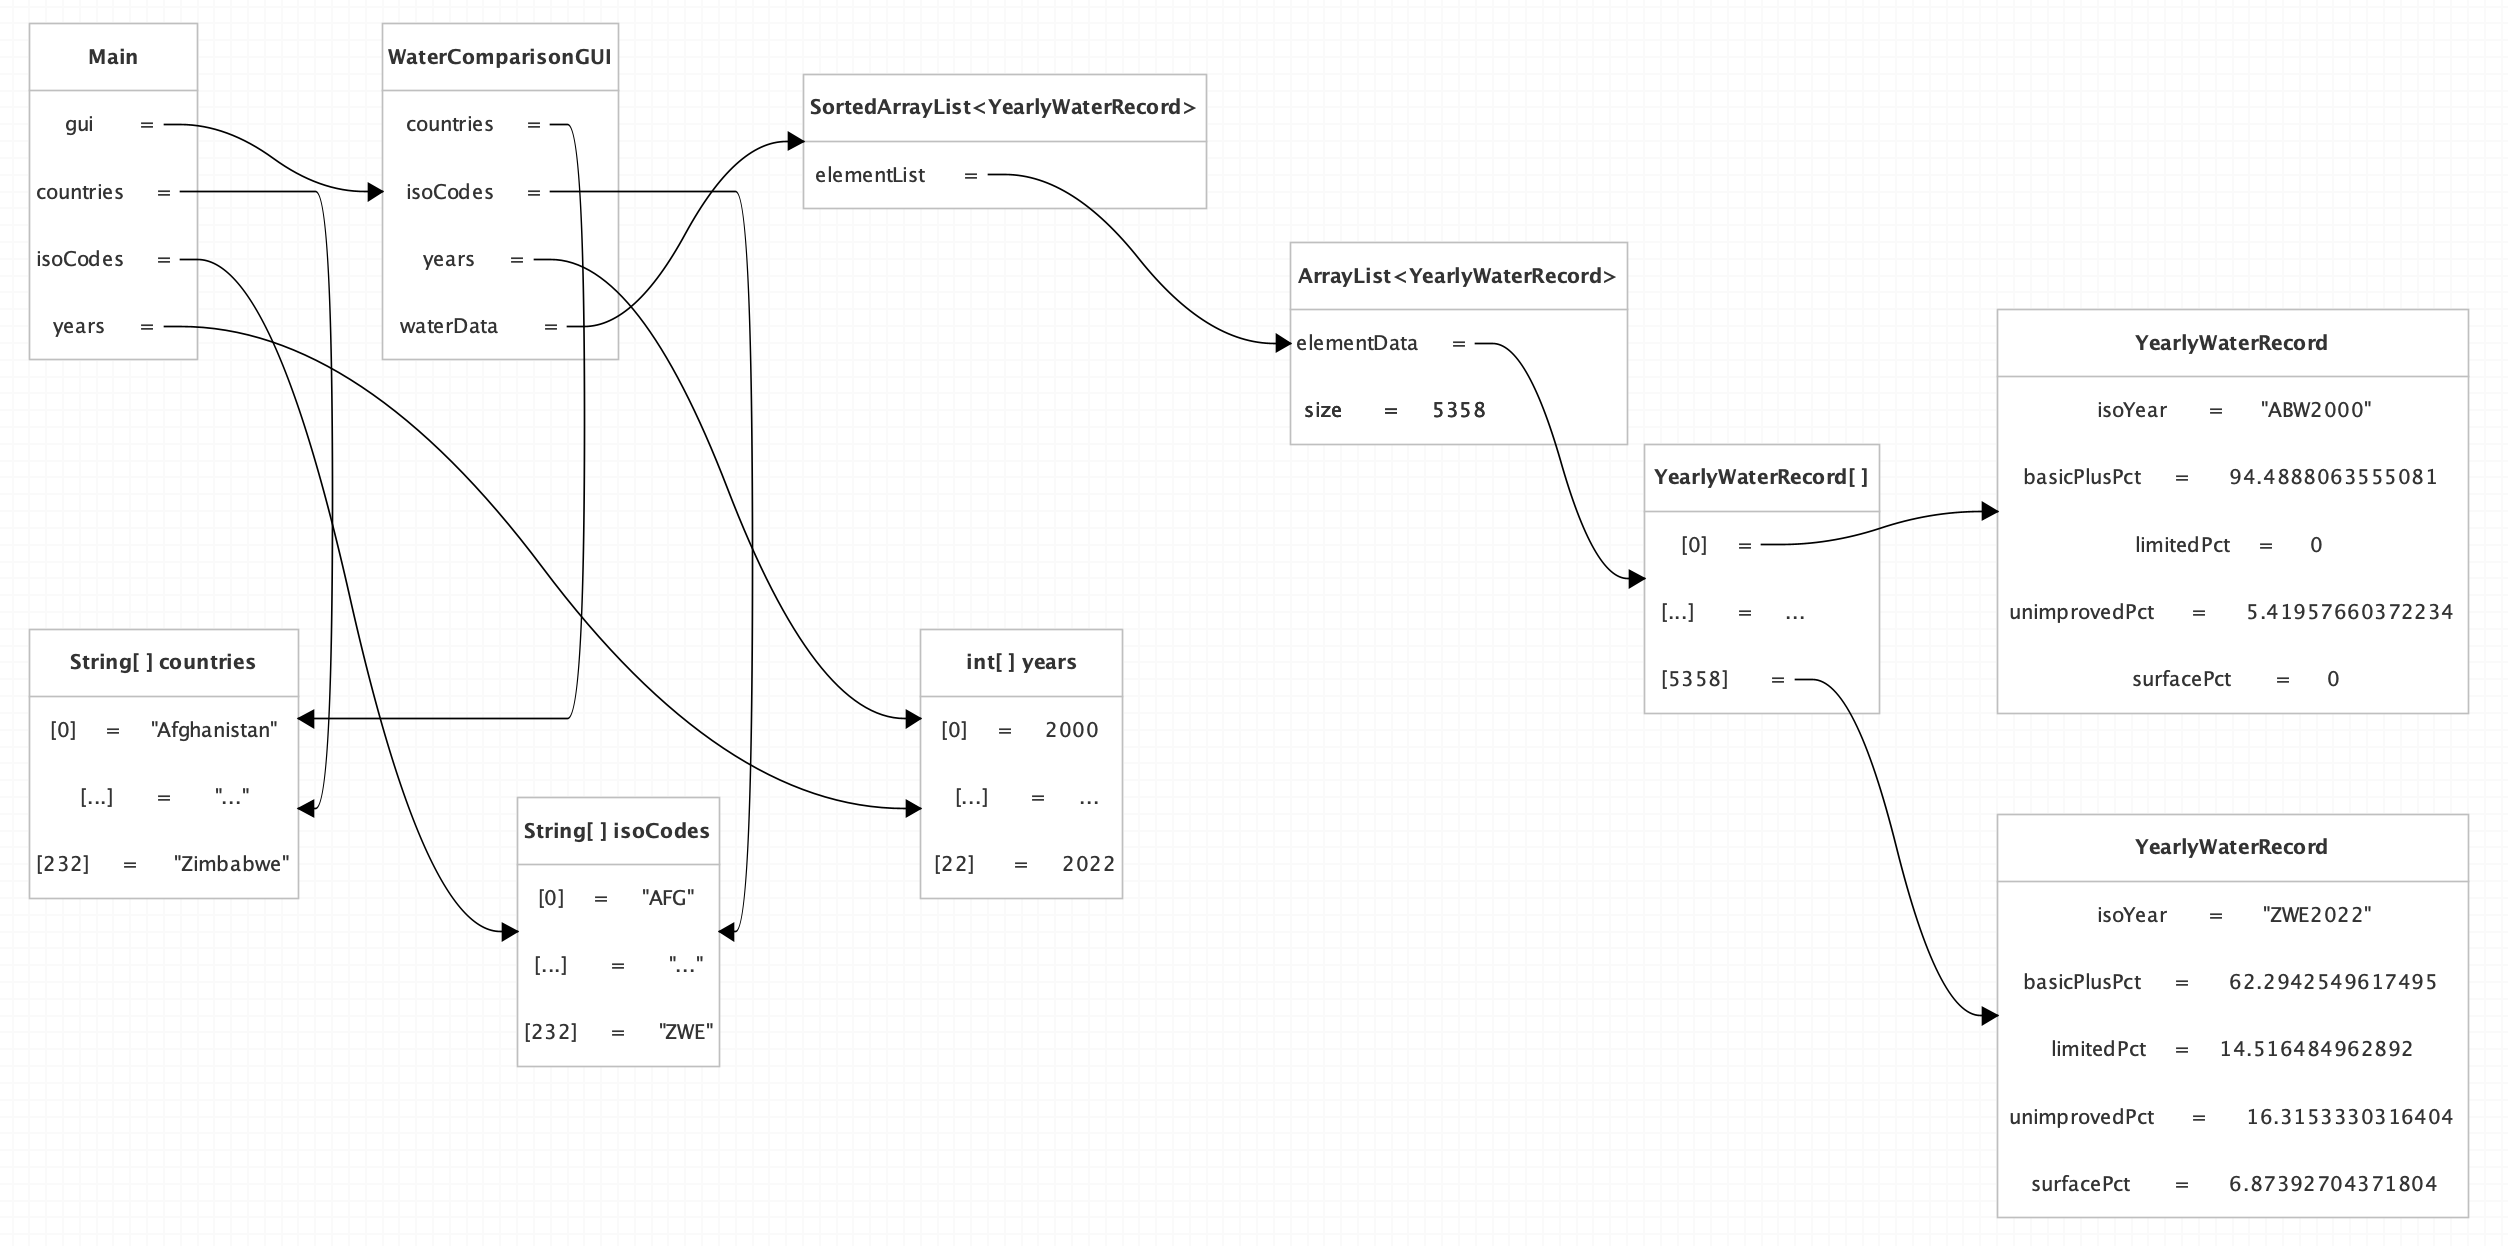 Main
gui =
countries =
isoCodes =
years =
WaterComparisonGUI
countries =
isoCodes =
years =
waterData =
SortedArrayList<YearlyWaterRecord>
elementList =
ArrayList<YearlyWaterRecord>
elementData =
size = 5358
YearlyWaterRecord[ ]
[0] =
[...] = ...
[5358] =
YearlyWaterRecord
isoYear = "ABW2000"
basicPlusPct = 94.4888063555081
limitedPct = 0
unimprovedPct = 5.41957660372234
surfacePct = 0
String[ ] countries
[0] = "Afghanistan"
[...] = "..."
[232] = "Zimbabwe"
String[ ] isoCodes
[0] = "AFG"
[...] = "..."
[232] = "ZWE"
int[ ] years
[0] = 2000
[...] = ...
[22] = 2022
YearlyWaterRecord
isoYear = "ZWE2022"
basicPlusPct = 62.2942549617495
limitedPct = 14.516484962892
unimprovedPct = 16.3153330316404
surfacePct = 6.87392704371804